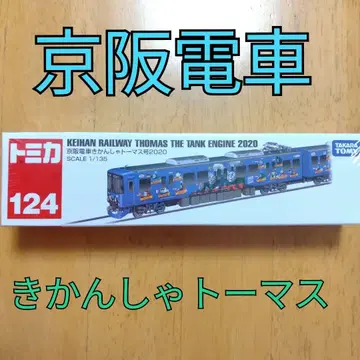 京阪電車
トミカ
124
KEIHAN RAILWAY THOMAS THE TANK ENGINE 2020
京阪電車きかんしゃトーマス号2020
SCALE 1/135
TAKARA TOMY
きかんしゃトーマス